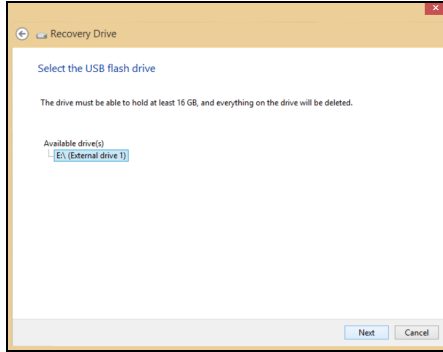 Recovery Drive
Select the USB flash drive
The drive must be able to hold at least 16 GB, and everything on the drive will be deleted.
Available drive(s)
E:\ (External drive 1)
Next
Cancel